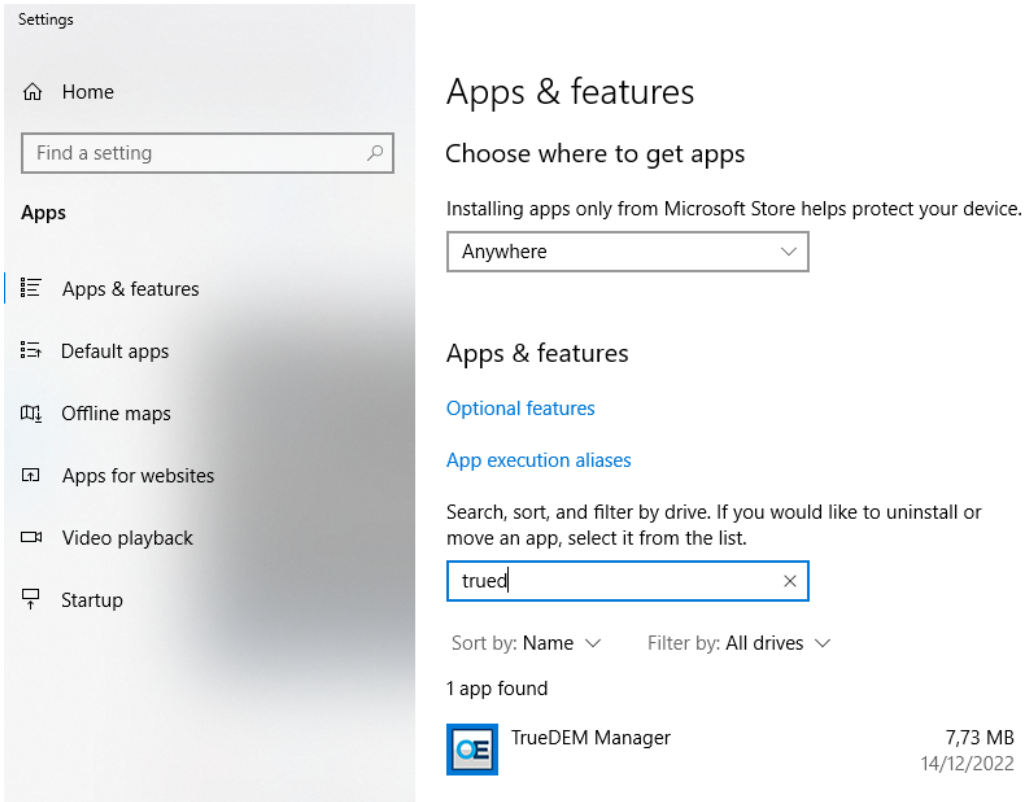 Settings
Home
Find a setting
Apps
Apps & features
Default apps
Offline maps
Apps for websites
Video playback
Startup
Apps & features
Choose where to get apps
Installing apps only from Microsoft Store helps protect your device.
Anywhere
Apps & features
Optional features
App execution aliases
Search, sort, and filter by drive. If you would like to uninstall or
move an app, select it from the list.
trued
Sort by: Name
Filter by: All drives
1 app found
OE
TrueDEM Manager
7,73 MB
14/12/2022